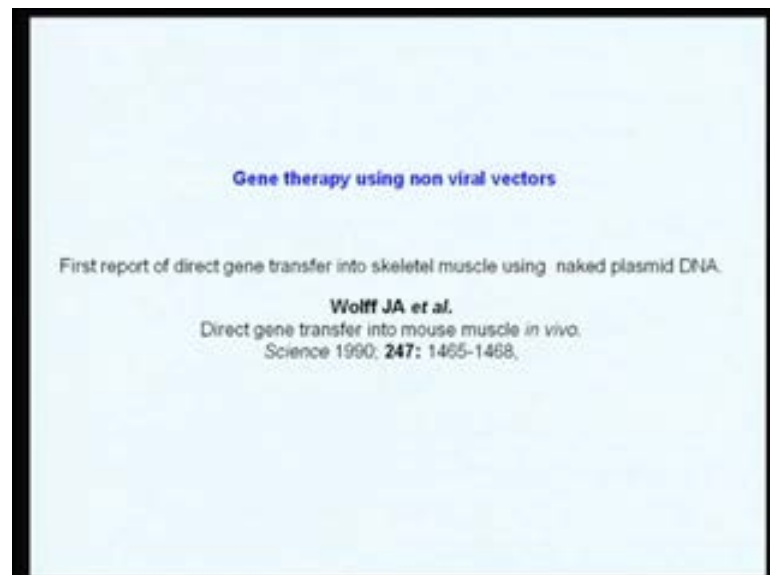 Gene therapy using non viral vectors
First report of direct gene transfer into skeletel muscle using naked plasmid DNA.
Wolff JA et al.
Direct gene transfer into mouse muscle in vivo.
Science 1990; 247: 1465-1468,